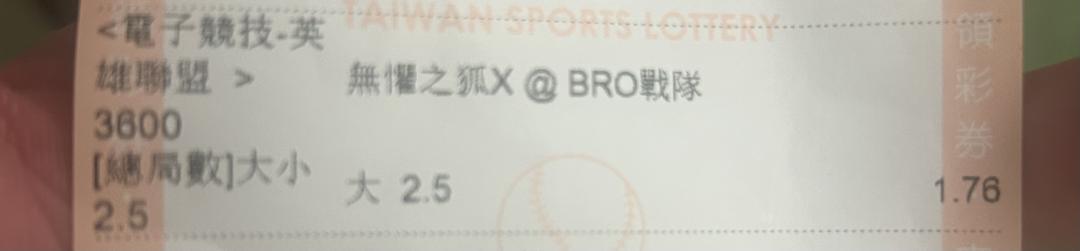 TAIWAN SPORTS LOTTERY
<電子競技-英
雄聯盟 > 無懼之狐X @ BRO戰隊
3600
[總局數]大小
2.5 大 2.5 1.76
領彩券